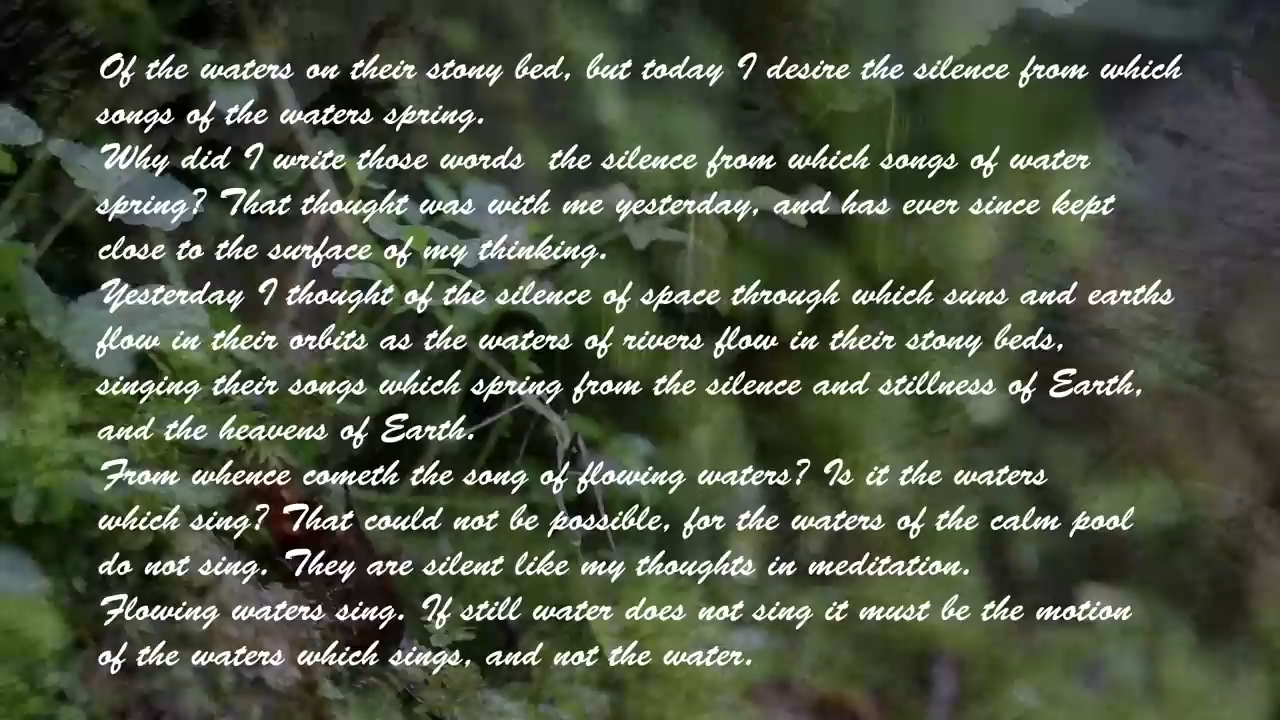 Of the waters on their stony bed, but today I desire the silence from which
songs of the waters spring.
Why did I write those words  the silence from which songs of water
spring? That thought was with me yesterday, and has ever since kept
close to the surface of my thinking.
Yesterday I thought of the silence of space through which suns and earths
flow in their orbits as the waters of rivers flow in their stony beds,
singing their songs which spring from the silence and stillness of Earth,
and the heavens of Earth.
From whence cometh the song of flowing waters? Is it the waters
which sing? That could not be possible, for the waters of the calm pool
do not sing. They are silent like my thoughts in meditation.
Flowing waters sing. If still water does not sing it must be the motion
of the waters which sings, and not the water.